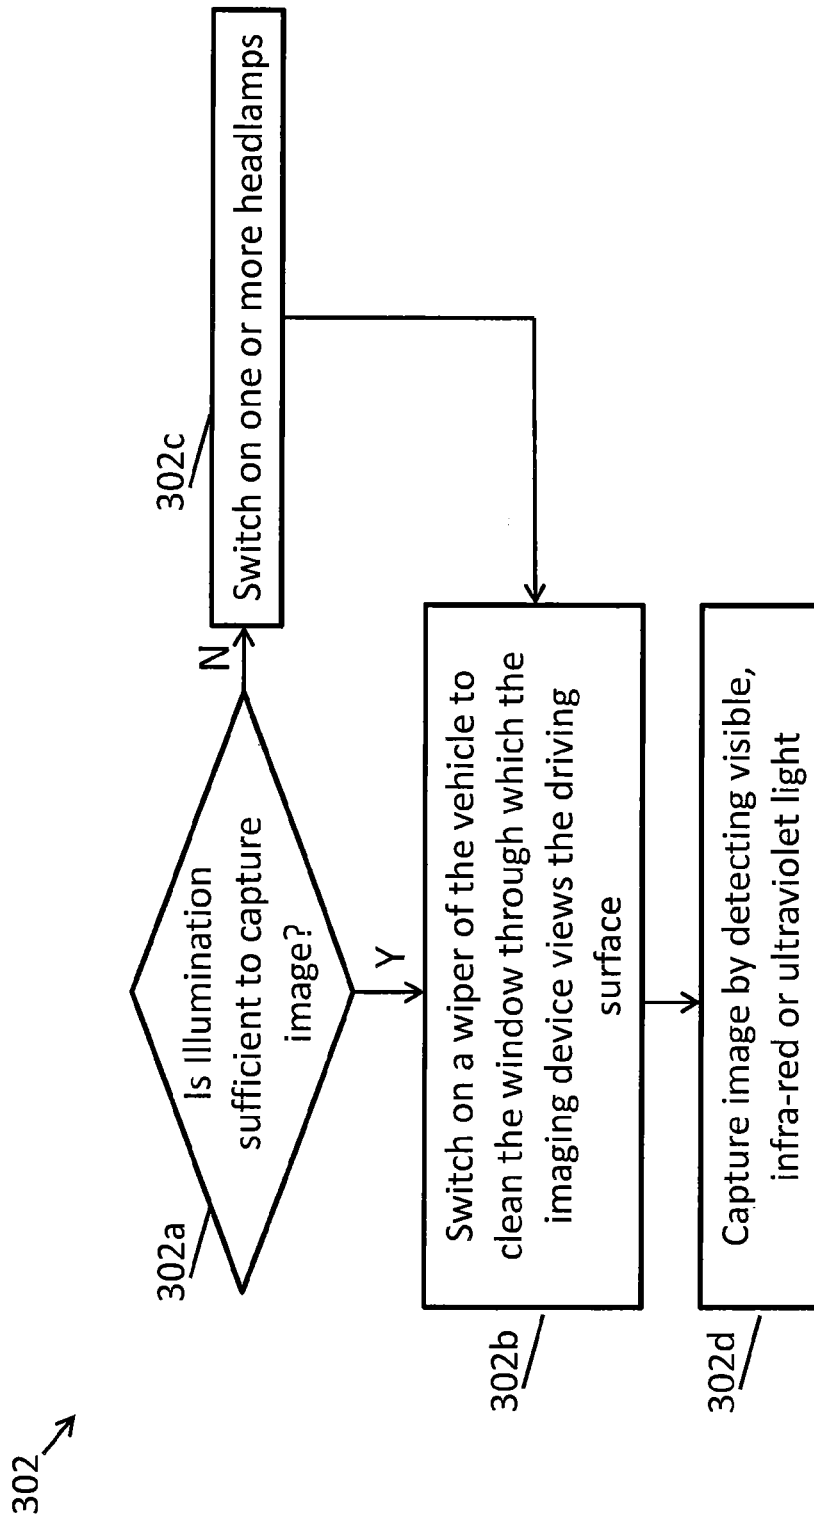 302
302a
Is Illumination
sufficient to capture
image?
N
302c
Switch on one or more headlamps
Y
302b
Switch on a wiper of the vehicle to
clean the window through which the
imaging device views the driving
surface
302d
Capture image by detecting visible,
infra-red or ultraviolet light